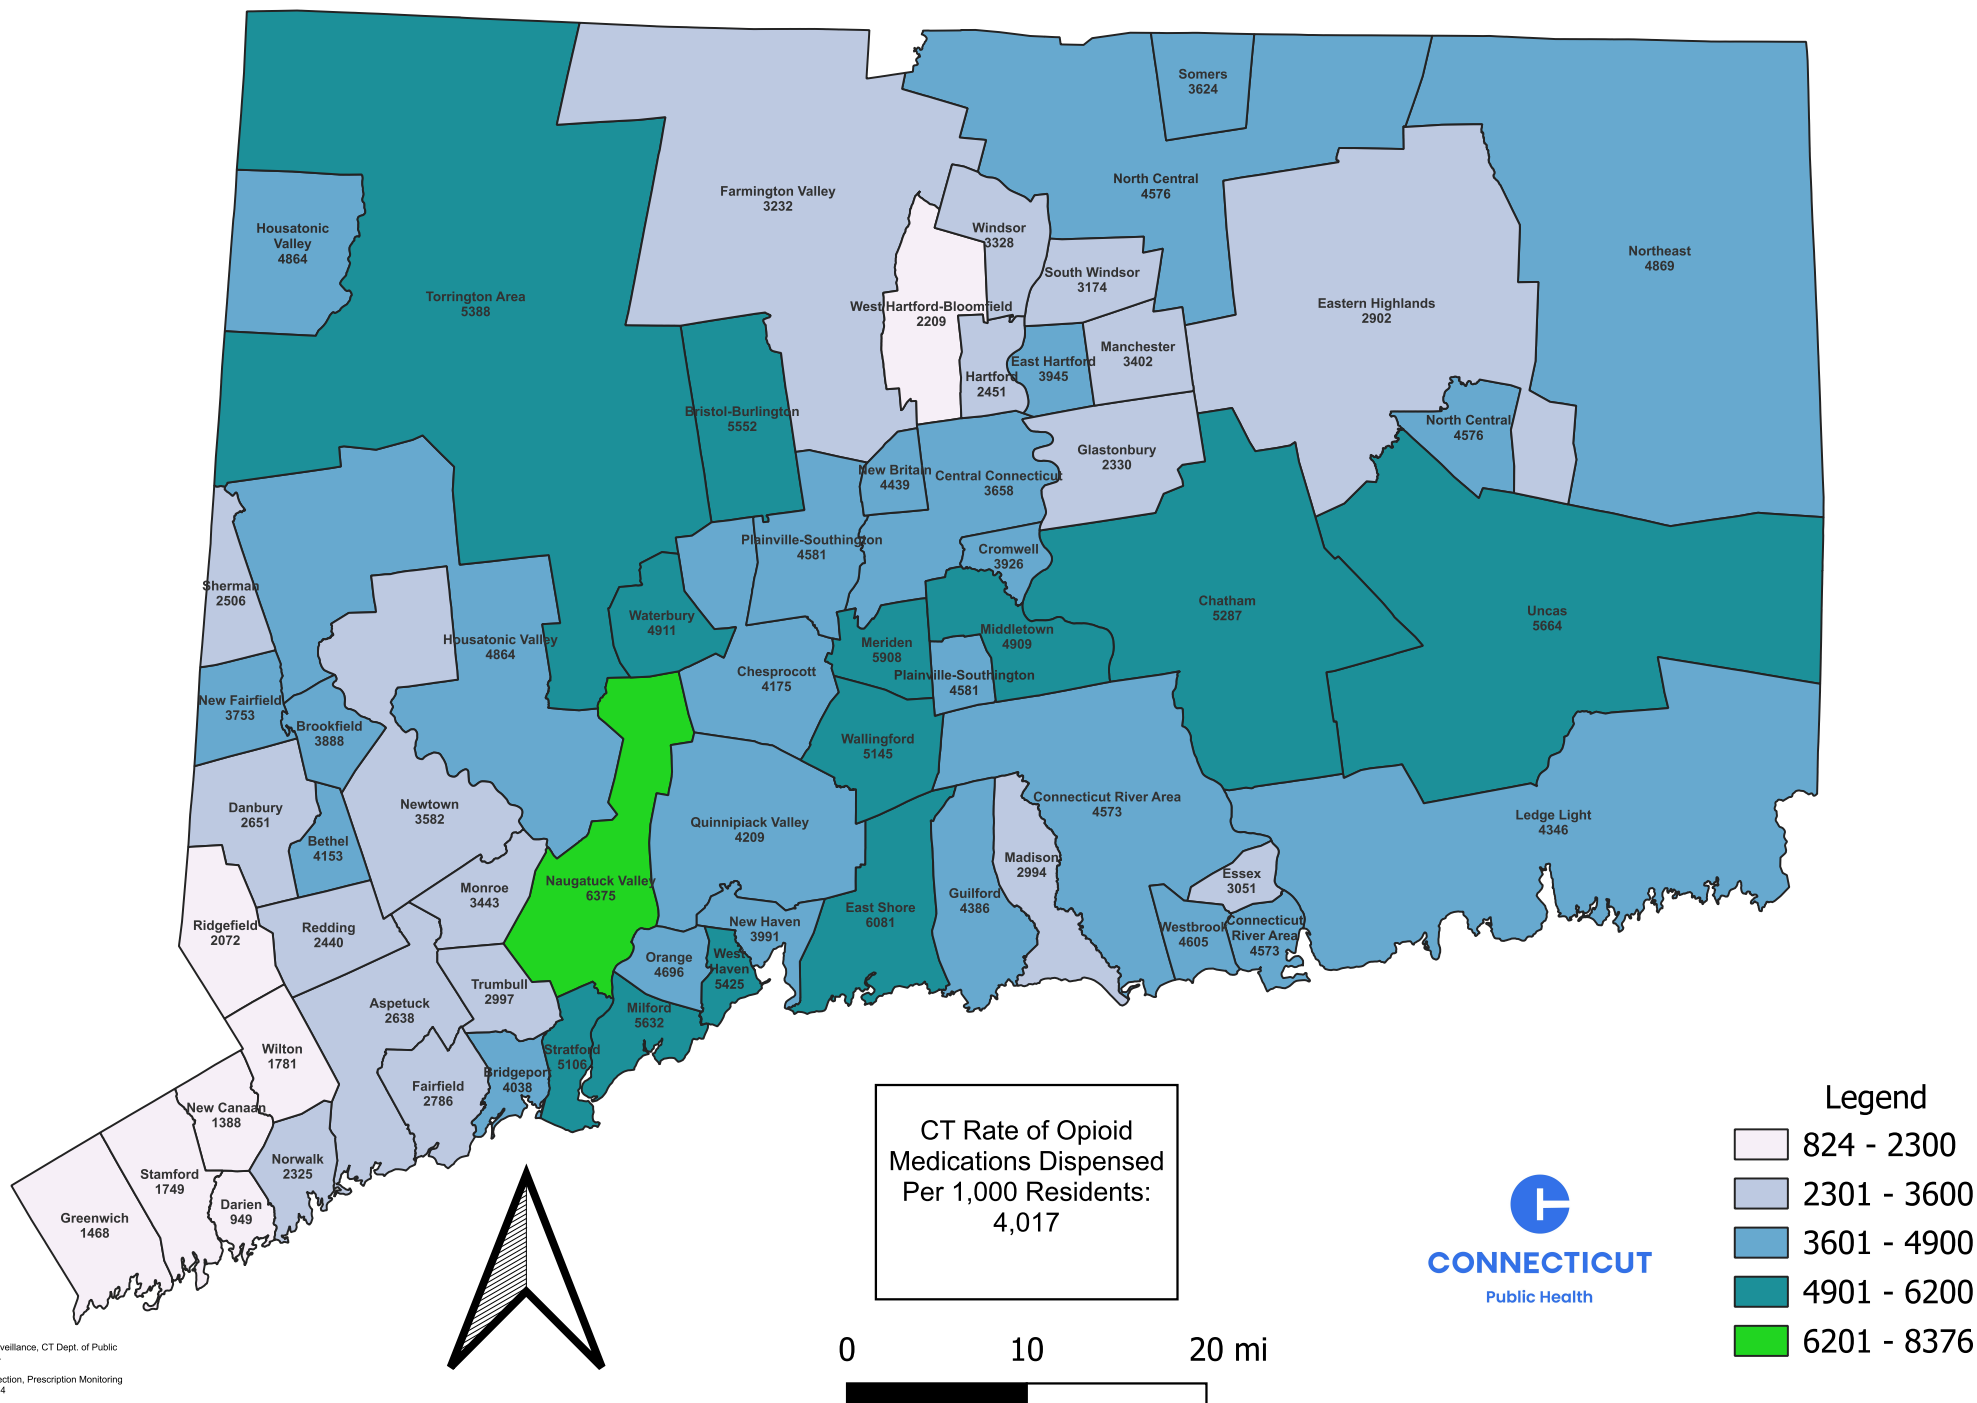 Somers
3624
North Central
4576
Farmington Valley
3232
Housatonic
Valley
4864
Windsor
3328
Northeast
4869
South Windsor
3174
Torrington Area
5388
West Hartford-Bloomfield
2209
Eastern Highlands
2902
East Hartford
3945
Manchester
3402
Hartford
2451
Bristol-Burlington
5552
North Central
4576
Glastonbury
2330
New Britain
4439
Central Connecticut
3658
Plainville-Southington
4581
Cromwell
3926
Sherman
2506
Waterbury
4911
Chatham
5287
Uncas
5664
Housatonic Valley
4864
Meriden
5908
Middletown
4909
Chesprocott
4175
Plainville-Southington
4581
New Fairfield
3753
Brookfield
3888
Wallingford
5145
Danbury
2651
Newtown
3582
Connecticut River Area
4573
Ledge Light
4346
Quinnipiack Valley
4209
Bethel
4153
Madison
2994
Essex
3051
Monroe
3443
Naugatuck Valley
6375
Guilford
4386
East Shore
6081
Ridgefield
2072
Redding
2440
New Haven
3991
Westbrook
4605
Connecticut
River Area
4573
Orange
4696
West
Haven
5425
Trumbull
2997
Aspetuck
2638
Milford
5632
Wilton
1781
Stratford
5106
Bridgeport
4038
Fairfield
2786
New Canaan
1388
Norwalk
2325
Stamford
1749
Darien
949
Greenwich
1468
CT Rate of Opioid
Medications Dispensed
Per 1,000 Residents:
4,017
Legend
824 - 2300
2301 - 3600
3601 - 4900
4901 - 6200
6201 - 8376
CONNECTICUT
Public Health
0 10 20 mi
veillance, CT Dept. of Public
ection, Prescription Monitoring
4